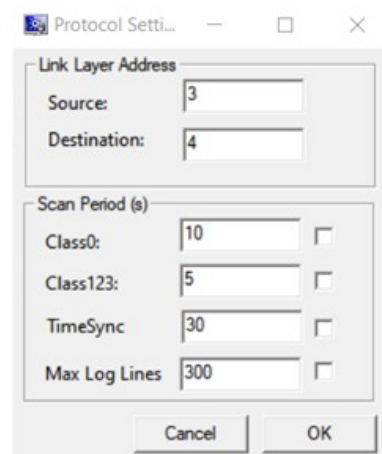 Protocol Setti...
Link Layer Address
Source: 3
Destination: 4
Scan Period (s)
Class0: 10
Class123: 5
TimeSync 30
Max Log Lines 300
Cancel OK